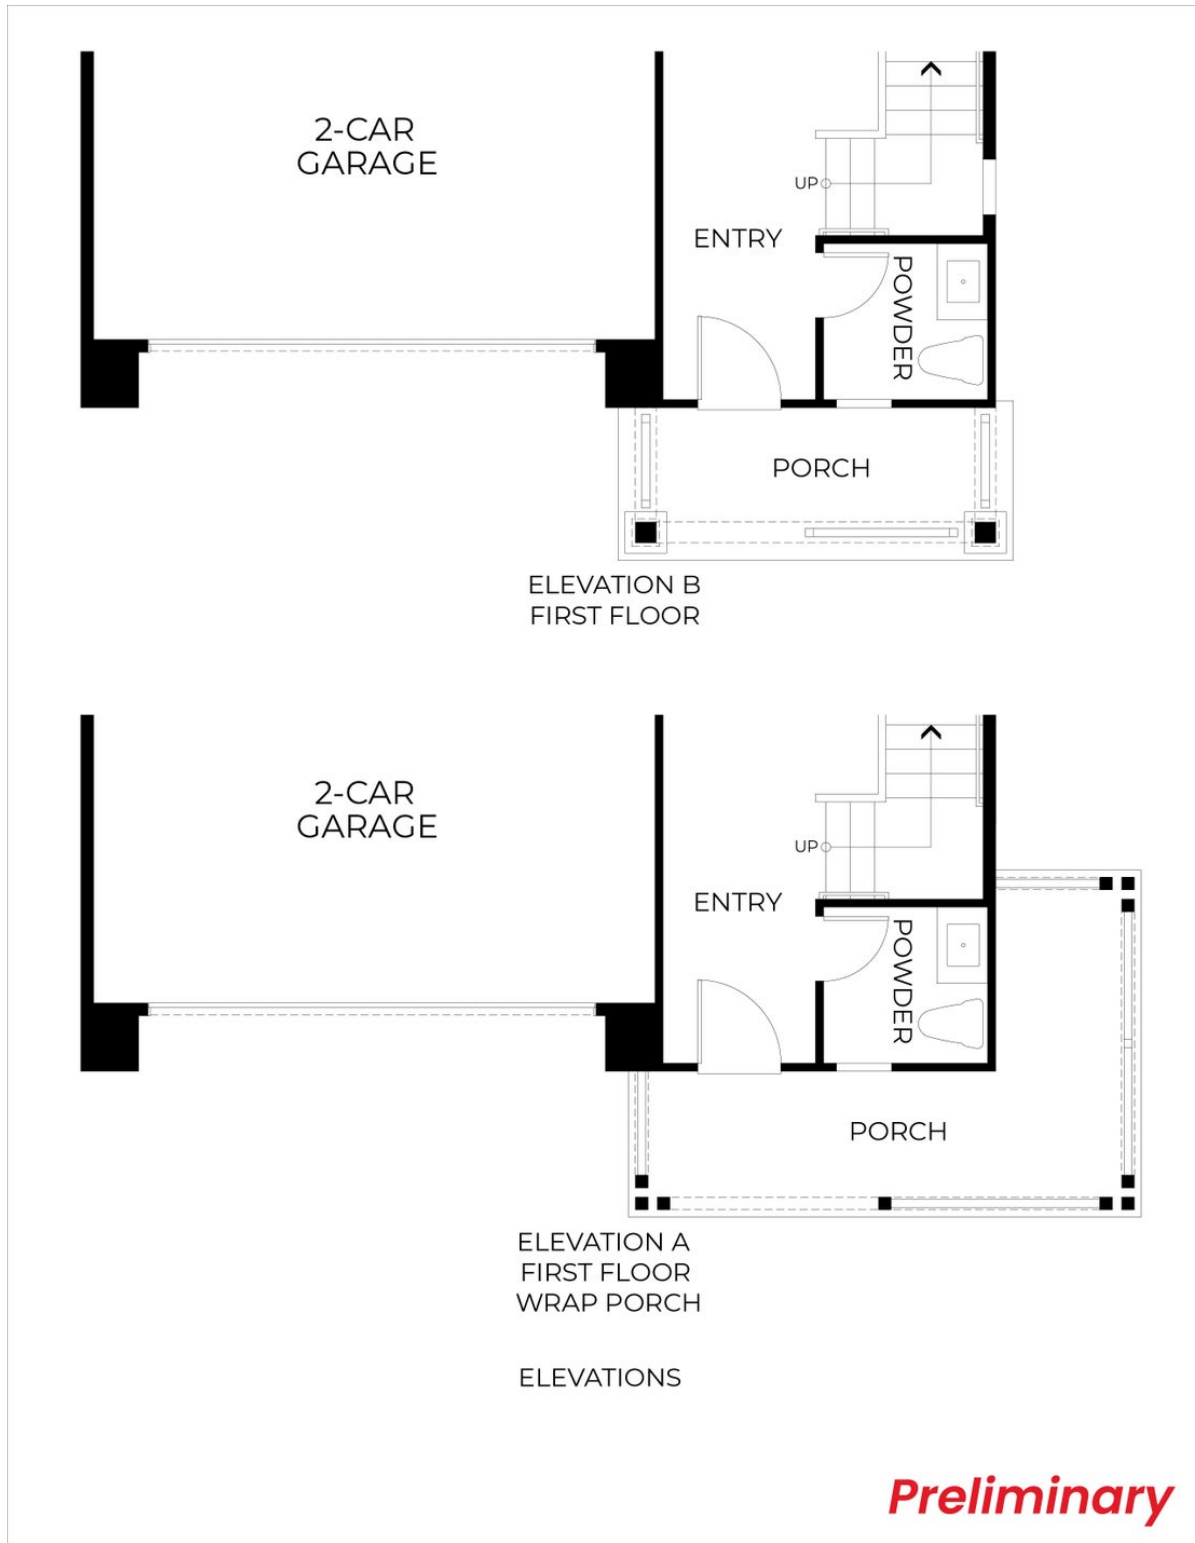 2-CAR
GARAGE
UP
ENTRY
POWDER
PORCH
ELEVATION B
FIRST FLOOR
2-CAR
GARAGE
UP
ENTRY
POWDER
PORCH
ELEVATION A
FIRST FLOOR
WRAP PORCH
ELEVATIONS
Preliminary